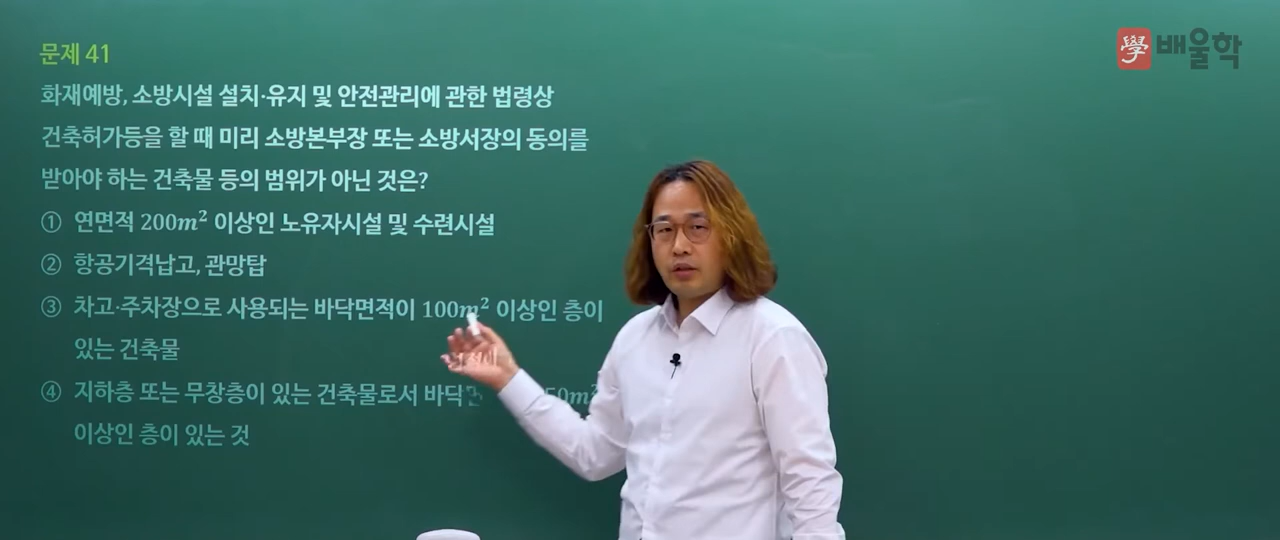 문제 41
學 배울학
화재예방, 소방시설 설치·유지 및 안전관리에 관한 법령상
건축허가등을 할 때 미리 소방본부장 또는 소방서장의 동의를
받아야 하는 건축물 등의 범위가 아닌 것은?
① 연면적 200m² 이상인 노유자시설 및 수련시설
② 항공기격납고, 관망탑
③ 차고·주차장으로 사용되는 바닥면적이 100m² 이상인 층이
있는 건축물
④ 지하층 또는 무창층이 있는 건축물로서
이상인 층이 있는 것